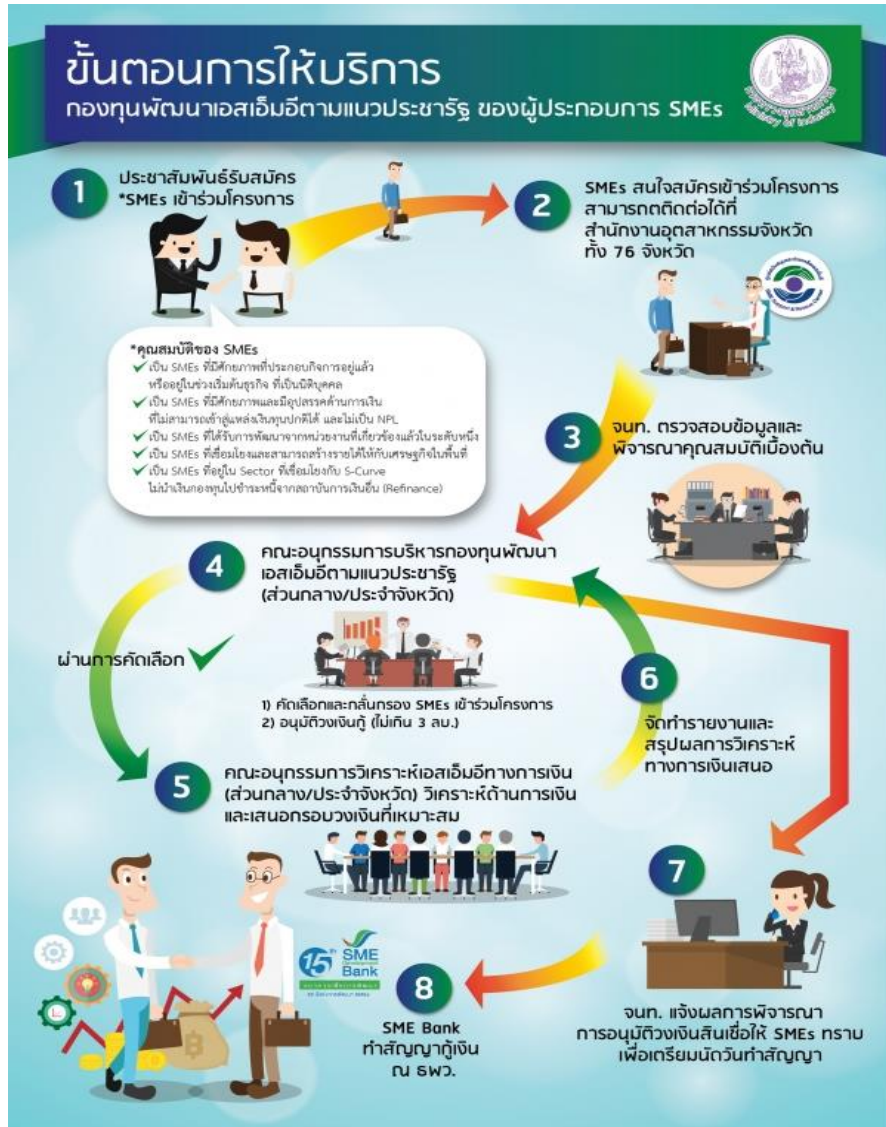 ขั้นตอนการให้บริการ
กองทุนพัฒนาเอสเอ็มอีตามแนวประชารัฐ ของผู้ประกอบการ SMEs
กระทรวงอุตสาหกรรม
Ministry of Industry
1
ประชาสัมพันธ์รับสมัคร
*SMEs เข้าร่วมโครงการ
2
SMEs สนใจสมัครเข้าร่วมโครงการ
สามารถตติดต่อได้ที่
สำนักงานอุตสาหกรรมจังหวัด
ทั้ง 76 จังหวัด
*คุณสมบัติของ SMEs
เป็น SMEs ที่มีศักยภาพที่ประกอบกิจการอยู่แล้ว
หรืออยู่ในช่วงเริ่มต้นธุรกิจ ที่เป็นนิติบุคคล
เป็น SMEs ที่มีศักยภาพและมีอุปสรรคด้านการเงิน
ที่ไม่สามารถเข้าสู่แหล่งเงินทุนปกติได้ และไม่เป็น NPL
เป็น SMEs ที่ได้รับการพัฒนาจากหน่วยงานที่เกี่ยวข้องแล้วในระดับหนึ่ง
เป็น SMEs ที่เชื่อมโยงและสามารถสร้างรายได้ให้กับเศรษฐกิจในพื้นที่
เป็น SMEs ที่อยู่ใน Sector ที่เชื่อมโยงกับ S-Curve
ไม่นำเงินกองทุนไปชำระหนี้จากสถาบันการเงินอื่น (Refinance)
3
จนท. ตรวจสอบข้อมูลและ
พิจารณาคุณสมบัติเบื้องต้น
4
คณะอนุกรรมการบริหารกองทุนพัฒนา
เอสเอ็มอีตามแนวประชารัฐ
(ส่วนกลาง/ประจำจังหวัด)
ผ่านการคัดเลือก
1) คัดเลือกและกลั่นกรอง SMEs เข้าร่วมโครงการ
2) อนุมัติวงเงินกู้ (ไม่เกิน 3 ลบ.)
5
คณะอนุกรรมการวิเคราะห์เอสเอ็มอีทางการเงิน
(ส่วนกลาง/ประจำจังหวัด) วิเคราะห์ด้านการเงิน
และเสนอกรอบวงเงินที่เหมาะสม
6
จัดทำรายงานและ
สรุปผลการวิเคราะห์
ทางการเงินเสนอ
7
จนท. แจ้งผลการพิจารณา
การอนุมัติวงเงินสินเชื่อให้ SMEs ทราบ
เพื่อเตรียมนัดวันทำสัญญา
15
SME
Development
Bank
8
SME Bank
ทำสัญญากู้เงิน
ณ ธพว.